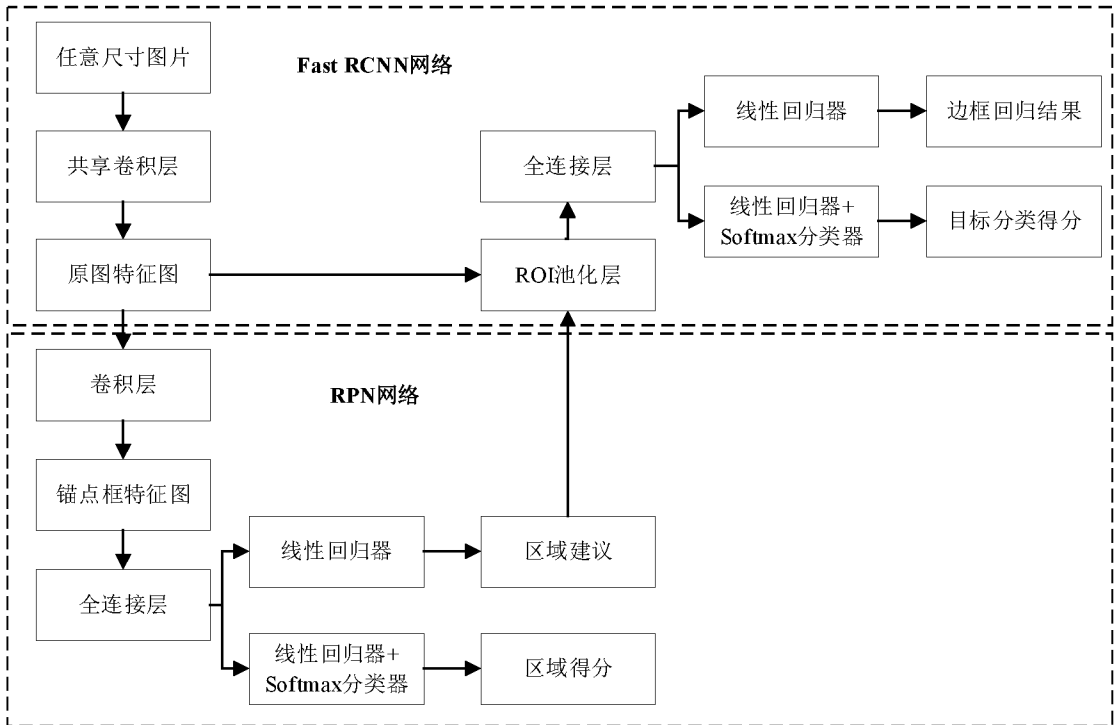 任意尺寸图片
Fast RCNN网络
共享卷积层
原图特征图
ROI池化层
全连接层
线性回归器
边框回归结果
线性回归器+
Softmax分类器
目标分类得分
卷积层
RPN网络
锚点框特征图
全连接层
线性回归器
区域建议
线性回归器+
Softmax分类器
区域得分